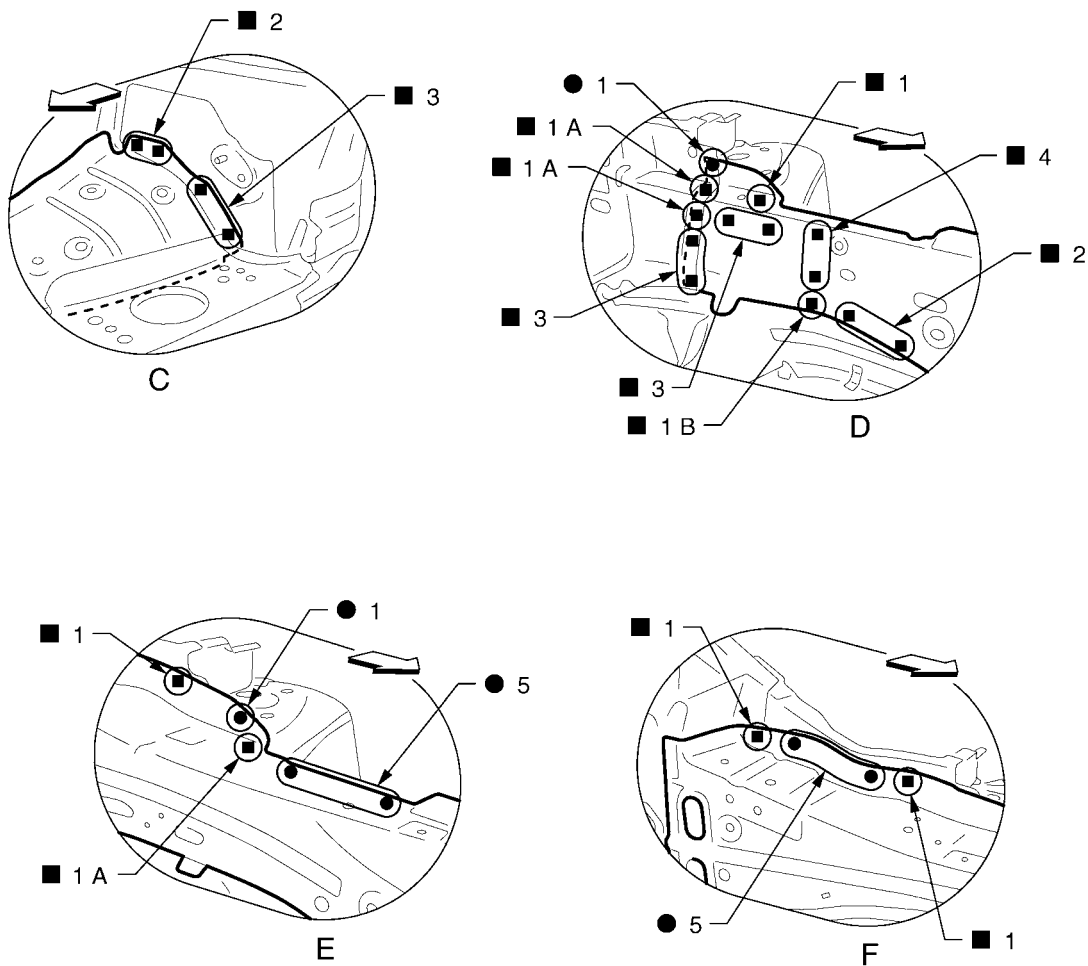 ■ 2
■ 3
C
● 1
■ 1
■ 1 A
■ 1 A
■ 4
■ 2
■ 3
■ 3
■ 1 B
D
■ 1
● 1
● 5
■ 1 A
E
■ 1
● 5
■ 1
F